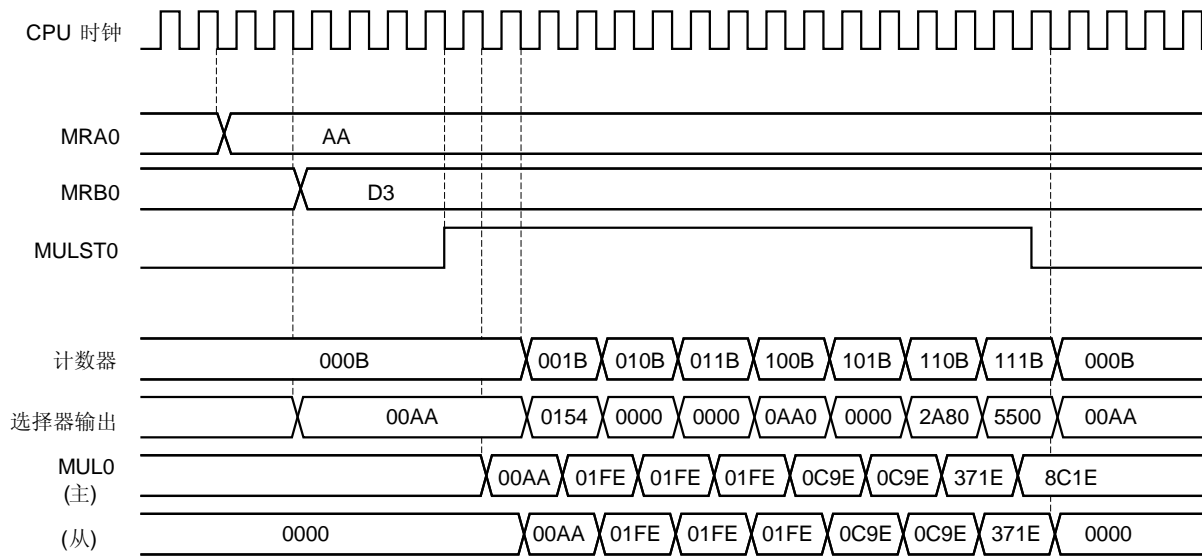 CPU 时钟
MRA0 AA
MRB0 D3
MULST0
计数器 000B 001B 010B 011B 100B 101B 110B 111B 000B
选择器输出 00AA 0154 0000 0000 0AA0 0000 2A80 5500 00AA
MUL0 00AA 01FE 01FE 01FE 0C9E 0C9E 371E 8C1E
(主)
(从) 0000 00AA 01FE 01FE 01FE 0C9E 0C9E 371E 0000